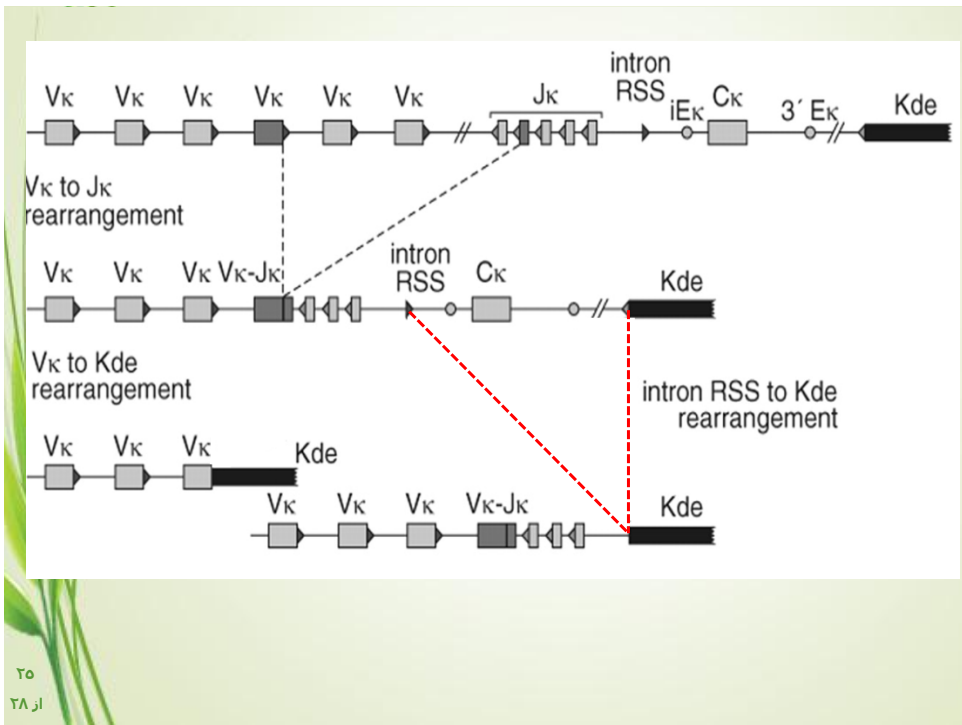 Vκ Vκ Vκ Vκ Vκ Vκ Jκ intron RSS iEκ Cκ 3´ Eκ Kde
Vκ to Jκ
rearrangement
Vκ Vκ Vκ Vκ-Jκ intron RSS Cκ Kde
Vκ to Kde
rearrangement
intron RSS to Kde
rearrangement
Vκ Vκ Vκ Kde
Vκ Vκ Vκ Vκ-Jκ Kde
۲۵
از ۲۸